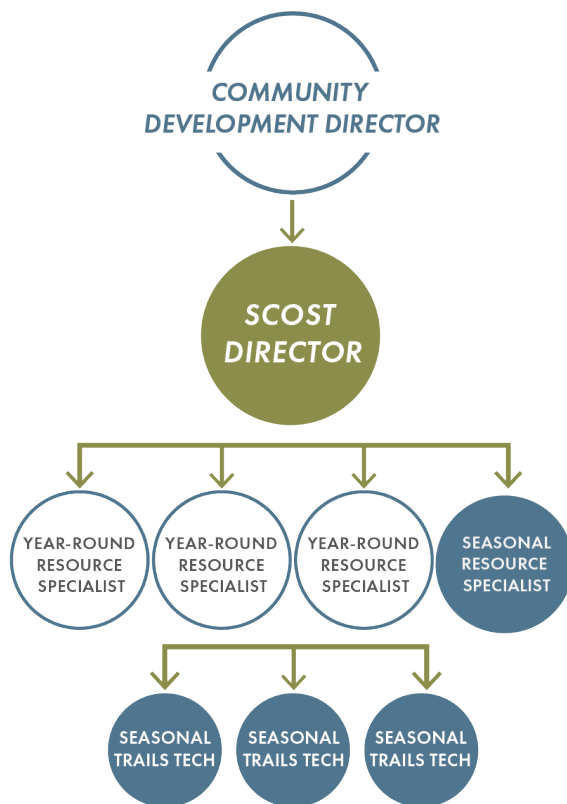 COMMUNITY
DEVELOPMENT DIRECTOR
SCOST
DIRECTOR
YEAR-ROUND
RESOURCE
SPECIALIST
YEAR-ROUND
RESOURCE
SPECIALIST
YEAR-ROUND
RESOURCE
SPECIALIST
SEASONAL
RESOURCE
SPECIALIST
SEASONAL
TRAILS TECH
SEASONAL
TRAILS TECH
SEASONAL
TRAILS TECH